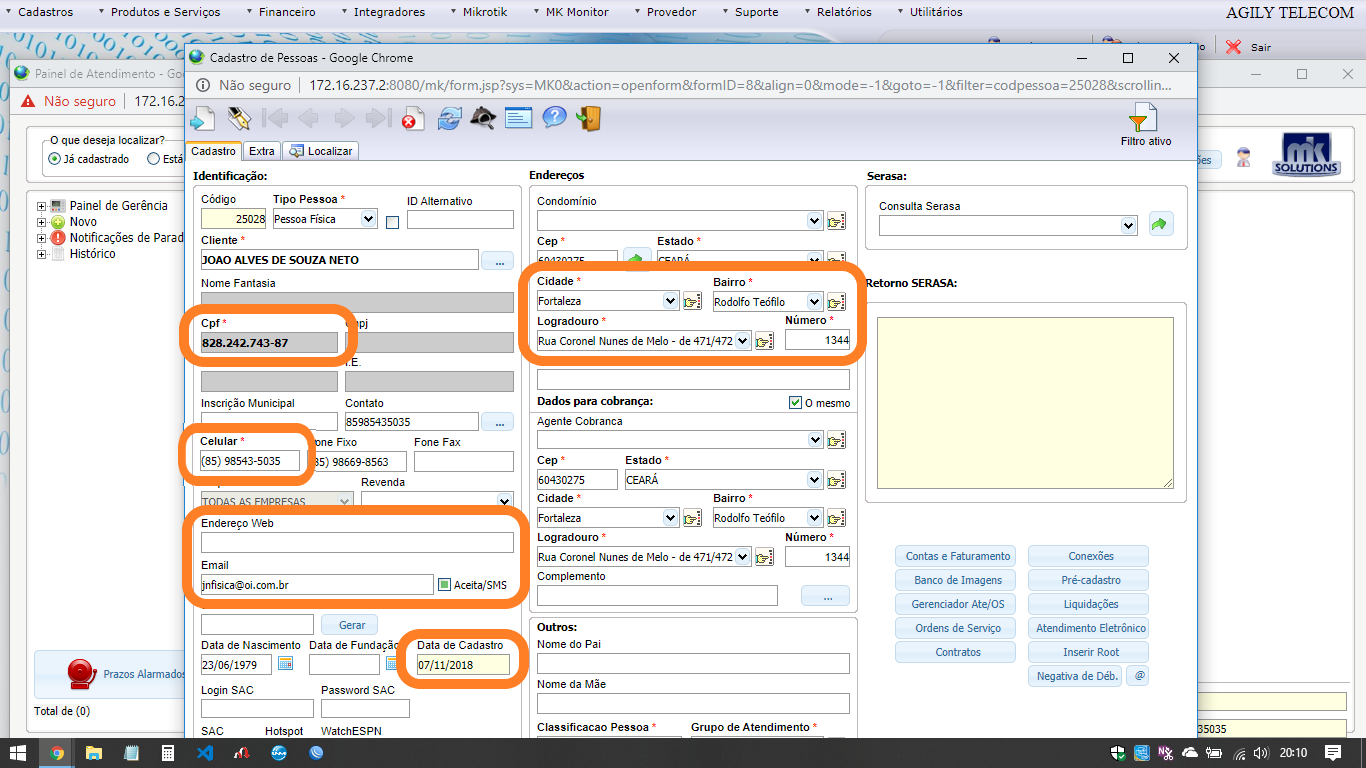 Cadastros Produtos e Serviços Financeiro Integradores Mikrotik MK Monitor Provedor Suporte Relatórios Utilitários AGILY TELECOM
Sair
Painel de Atendimento - Goo
Cadastro de Pessoas - Google Chrome
Não seguro 172.16.2
Não seguro 172.16.237.2:8080/mk/form.jsp?sys=MK0&action=openform&formID=8&align=0&mode=-1&goto=-1&filter=codpessoa=25028&scrollin...
Filtro ativo
O que deseja localizar?
Já cadastrado Está
Cadastro Extra Localizar
MK SOLUTIONS
Painel de Gerência
Novo
Notificações de Parad
Histórico
Identificação:
Código Tipo Pessoa * ID Alternativo
25028 Pessoa Física
Cliente *
JOAO ALVES DE SOUZA NETO ...
Nome Fantasia
Cpf *
828.242.743-87
I.E.
Inscrição Municipal Contato
85985435035 ...
Celular * Fone Fixo Fone Fax
(85) 98543-5035 (85) 98669-8563
Revenda
TODAS AS EMPRESAS
Endereço Web
Email
jnfisica@oi.com.br Aceita/SMS
Gerar
Data de Nascimento Data de Fundação Data de Cadastro
23/06/1979 07/11/2018
Login SAC Password SAC
SAC Hotspot WatchESPN
Endereços
Condomínio
Cep * Estado *
60430275 CEARÁ
Cidade * Bairro *
Fortaleza Rodolfo Teófilo
Logradouro * Número *
Rua Coronel Nunes de Melo - de 471/472 1344
Dados para cobrança: O mesmo
Agente Cobranca
Cep * Estado *
60430275 CEARÁ
Cidade * Bairro *
Fortaleza Rodolfo Teófilo
Logradouro * Número *
Rua Coronel Nunes de Melo - de 471/472 1344
Complemento
...
Outros:
Nome do Pai
Nome da Mãe
Classificacao Pessoa * Grupo de Atendimento *
Serasa:
Consulta Serasa
Retorno SERASA:
Contas e Faturamento Conexões
Banco de Imagens Pré-cadastro
Gerenciador Ate/OS Liquidações
Ordens de Serviço Atendimento Eletrônico
Contratos Inserir Root
Negativa de Déb. @
Prazos Alarmados
Total de (0)
35035
20:10